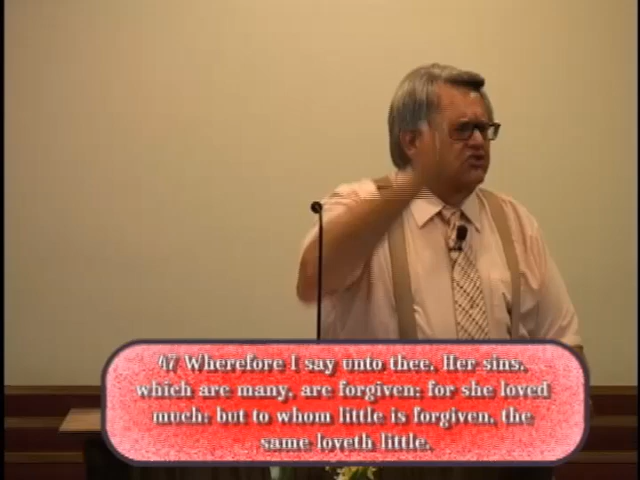 47 Wherefore I say unto thee, Her sins,
which are many, are forgiven; for she loved
much: but to whom little is forgiven, the
same loveth little.